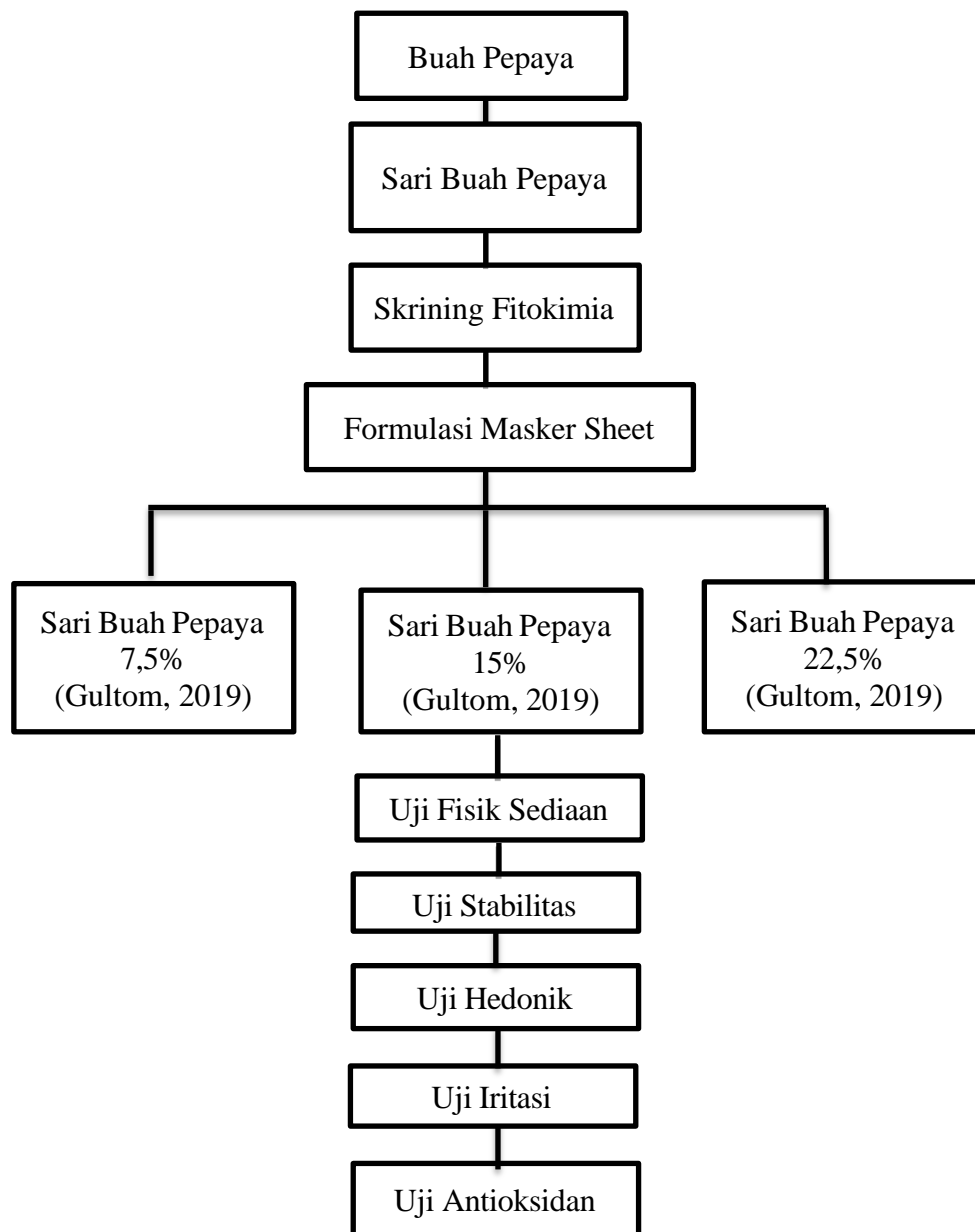 Buah Pepaya
Sari Buah Pepaya
Skrining Fitokimia
Formulasi Masker Sheet
Sari Buah Pepaya
7,5%
(Gultom, 2019)
Sari Buah Pepaya
15%
(Gultom, 2019)
Sari Buah Pepaya
22,5%
(Gultom, 2019)
Uji Fisik Sediaan
Uji Stabilitas
Uji Hedonik
Uji Iritasi
Uji Antioksidan